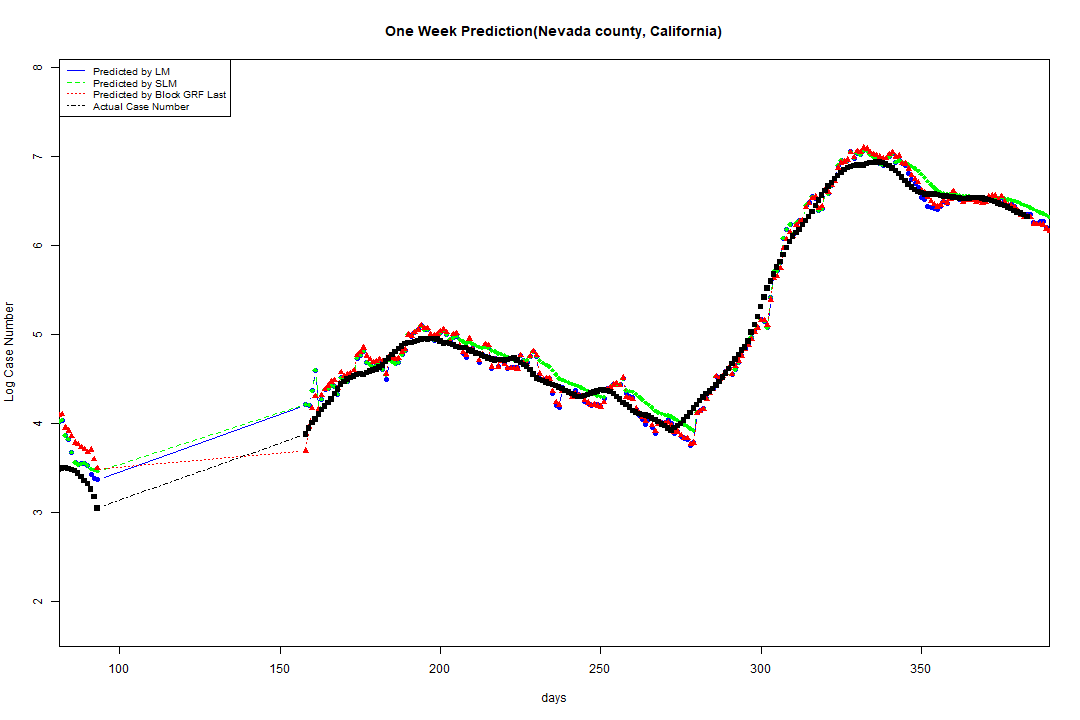 One Week Prediction(Nevada county, California)
Predicted by LM
Predicted by SLM
Predicted by Block GRF Last
Actual Case Number
Log Case Number
8
7
6
5
4
3
2
100 150 200 250 300 350
days